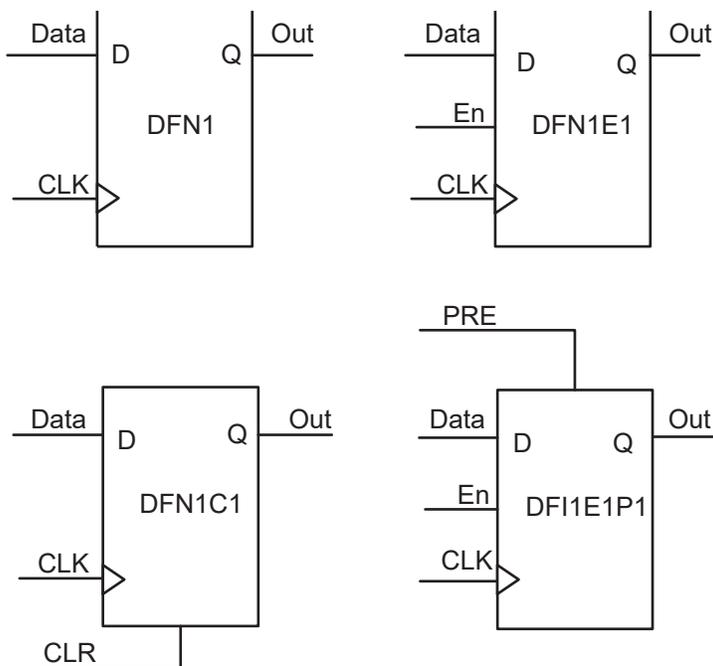 Data
D
Q
Out
DFN1
CLK
Data
D
Q
Out
En
DFN1E1
CLK
Data
D
Q
Out
DFN1C1
CLK
CLR
PRE
Data
D
Q
Out
En
DFI1E1P1
CLK